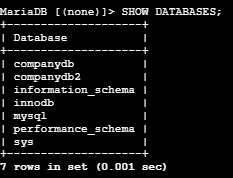 MariaDB [(none)]> SHOW DATABASES;
+--------------------+
| Database
+--------------------+
| companydb
| companydb2
| information_schema
| innodb
| mysql
| performance_schema
| sys
+--------------------+
7 rows in set (0.001 sec)